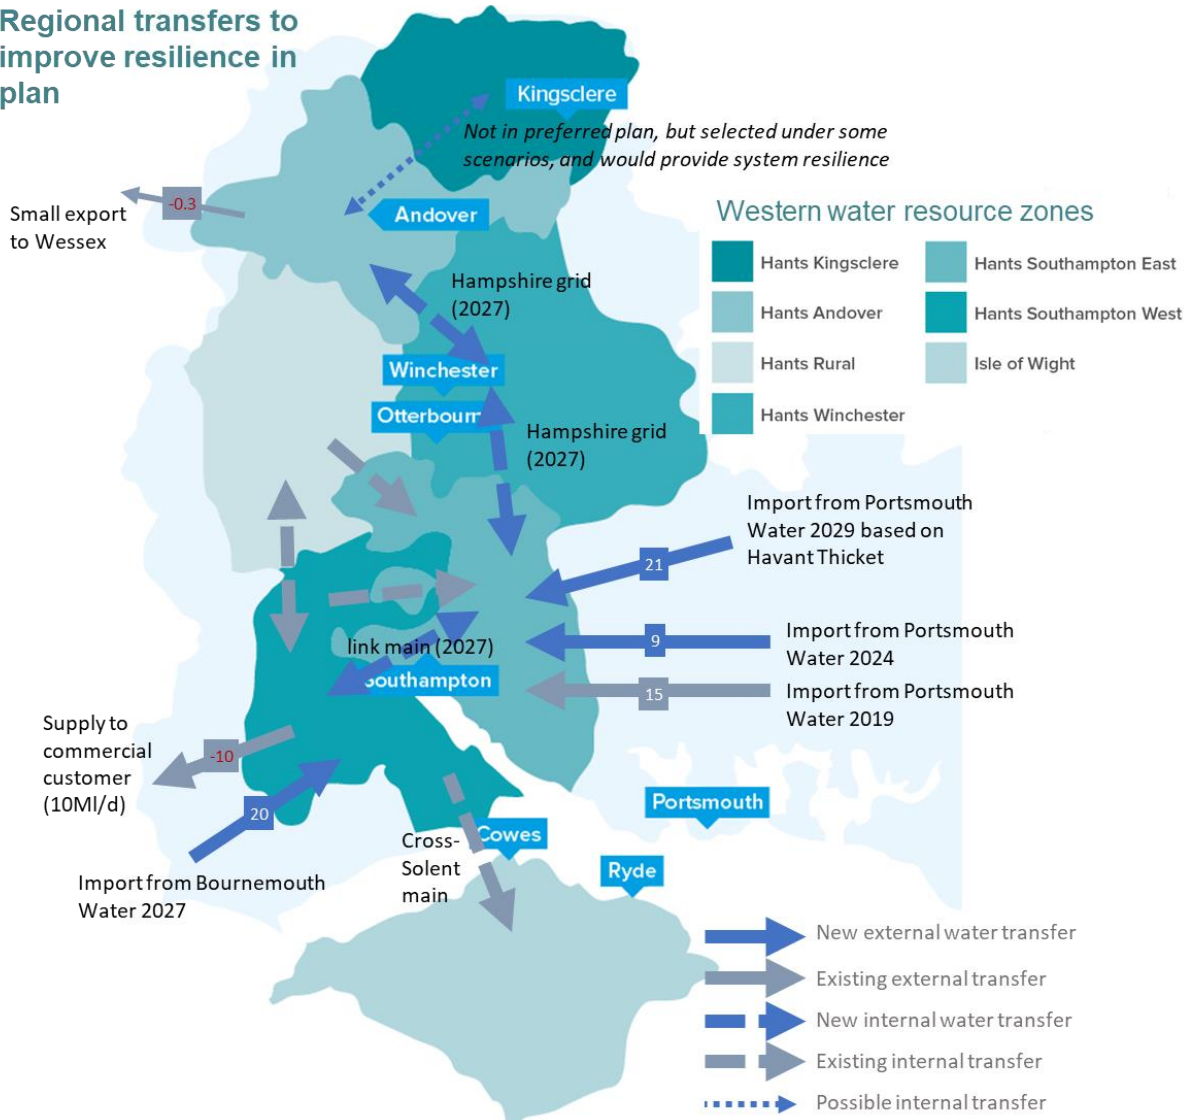 Regional transfers to
improve resilience in
plan
Kingsclere
Not in preferred plan, but selected under some
scenarios, and would provide system resilience
-0.3
Small export
to Wessex
Andover
Western water resource zones
Hants Kingsclere
Hants Andover
Hants Rural
Hants Winchester
Hants Southampton East
Hants Southampton West
Isle of Wight
Hampshire grid
(2027)
Winchester
Otterbourn
Hampshire grid
(2027)
Import from Portsmouth
Water 2029 based on
Havant Thicket
21
9
Import from Portsmouth
Water 2024
15
Import from Portsmouth
Water 2019
link main (2027)
Southampton
Supply to
commercial
customer
(10Ml/d)
-10
20
Import from Bournemouth
Water 2027
Portsmouth
Cross-
Solent
main
Cowes
Ryde
New external water transfer
Existing external transfer
New internal water transfer
Existing internal transfer
Possible internal transfer